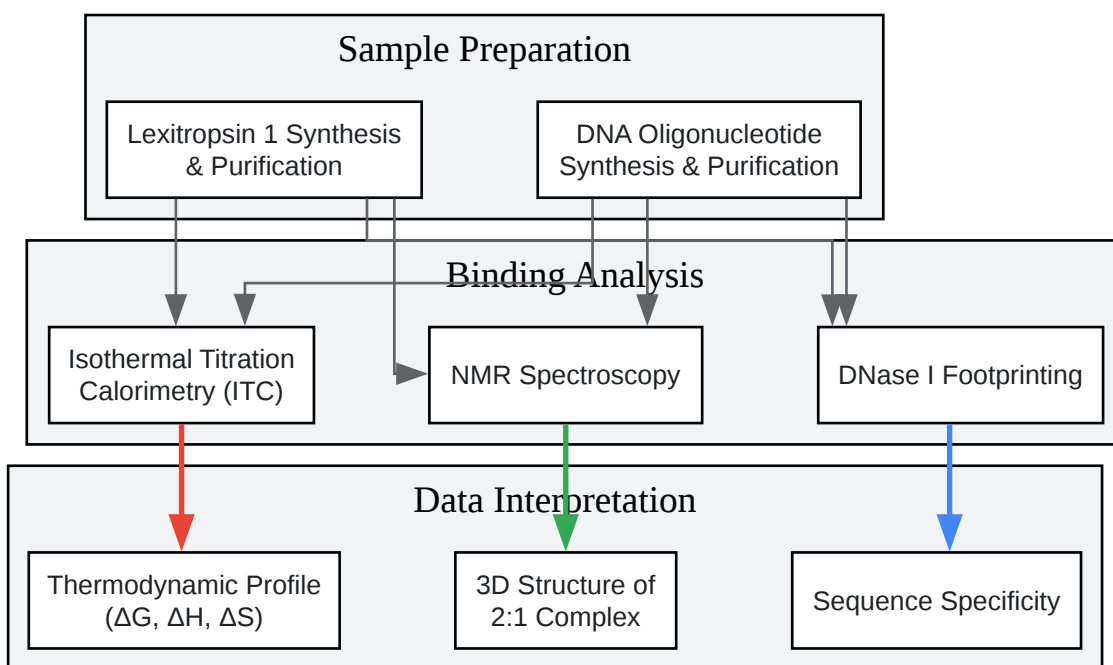 Sample Preparation
Lexitropsin 1 Synthesis
& Purification
DNA Oligonucleotide
Synthesis & Purification
Binding Analysis
Isothermal Titration
Calorimetry (ITC)
NMR Spectroscopy
DNase I Footprinting
Data Interpretation
Thermodynamic Profile
(ΔG, ΔH, ΔS)
3D Structure of
2:1 Complex
Sequence Specificity